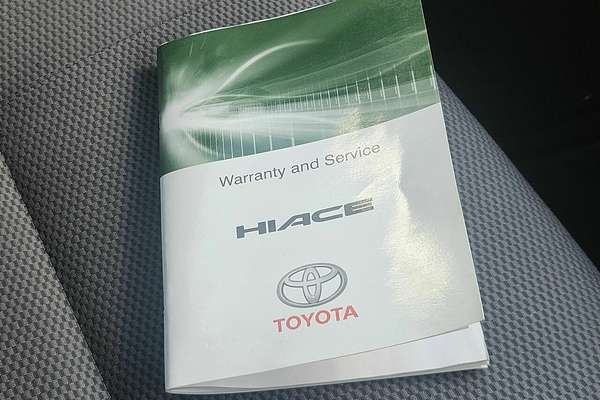 Warranty and Service
HIACE
TOYOTA